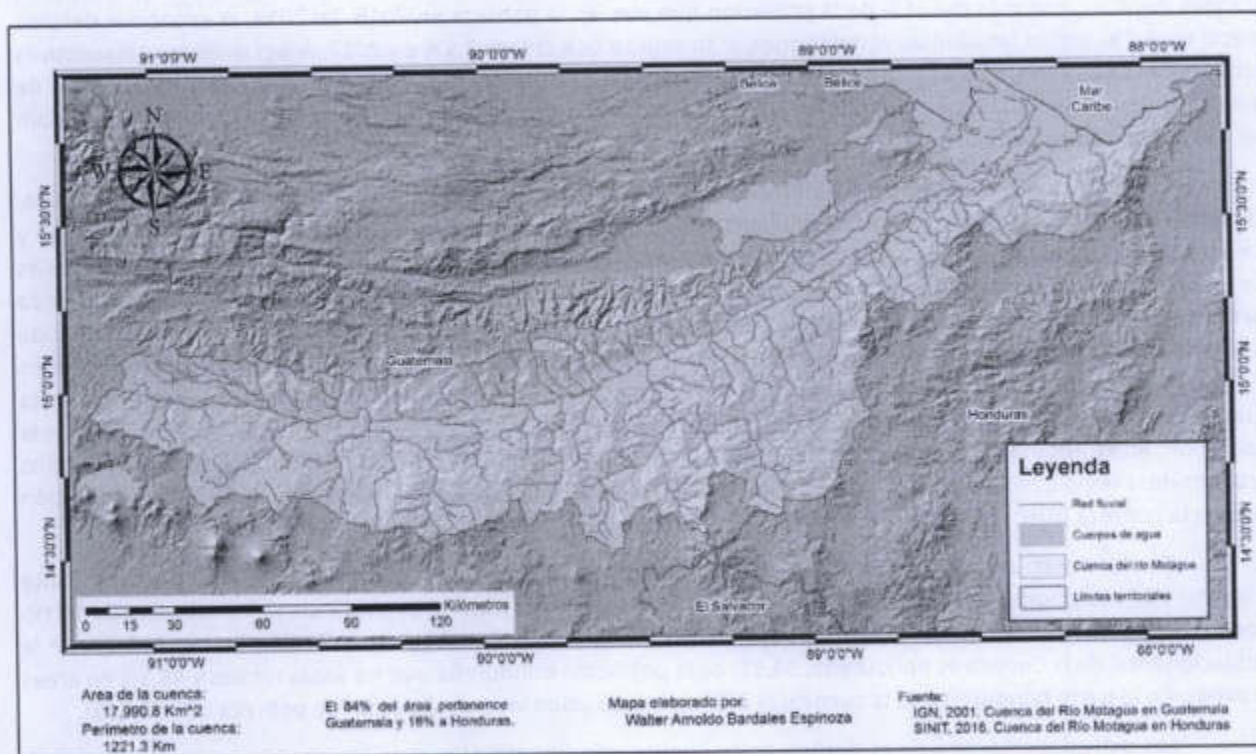 91°0'0"W 90°0'0"W 89°0'0"W 88°0'0"W
Belice Belice Mar
Caribe
N
W E
S
15°30'0"N 15°30'0"N
Guatemala
15°0'0"N 15°0'0"N
Honduras
Leyenda
Red fluvial
Cuerpos de agua
Cuenca del río Motagua
Límites territoriales
14°30'0"N 14°30'0"N
El Salvador
Kilómetros
0 15 30 60 90 120
91°0'0"W 90°0'0"W 89°0'0"W 88°0'0"W
Area de la cuenca:
17,990.8 Km^2
Perímetro de la cuenca:
1221.3 Km
El 84% del área pertenence
Guatemala y 16% a Honduras.
Mapa elaborado por:
Walter Arnoldo Bardales Espinoza
Fuente:
IGN, 2001. Cuenca del Río Motagua en Guatemala
SINIT, 2016. Cuenca del Río Motagua en Honduras